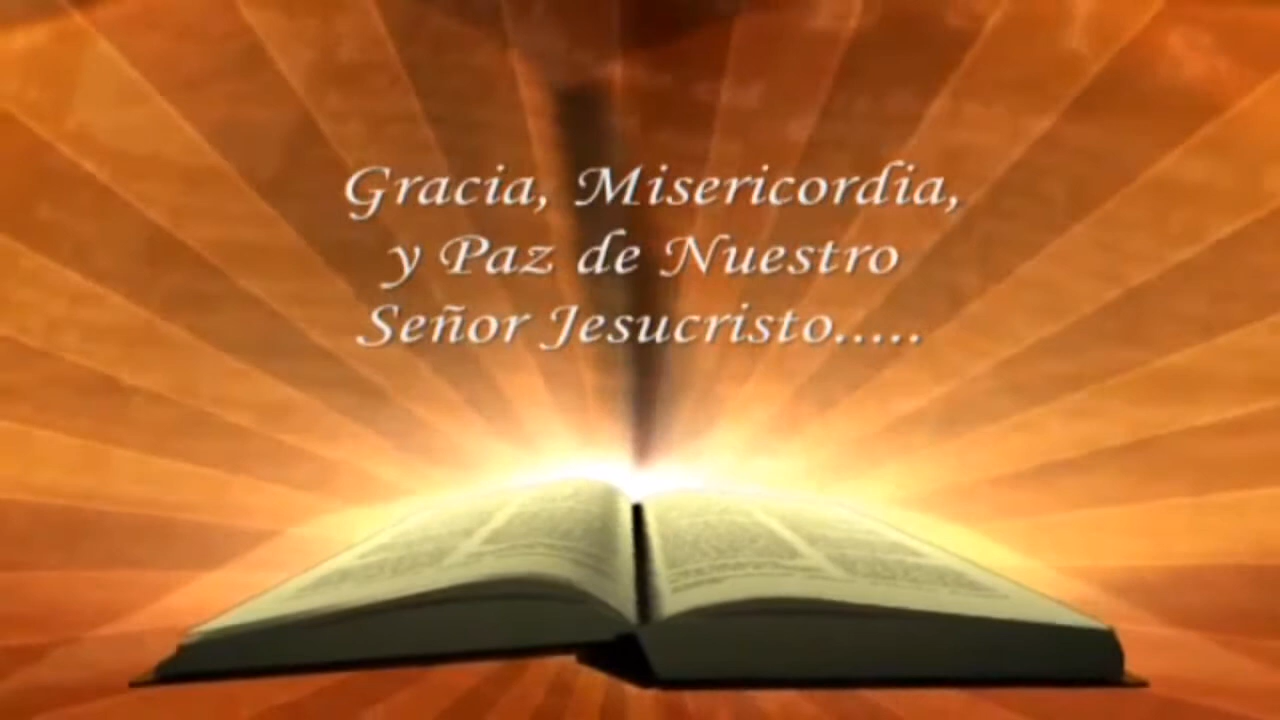 Gracia, Misericordia,
y Paz de Nuestro
Señor Jesucristo.....